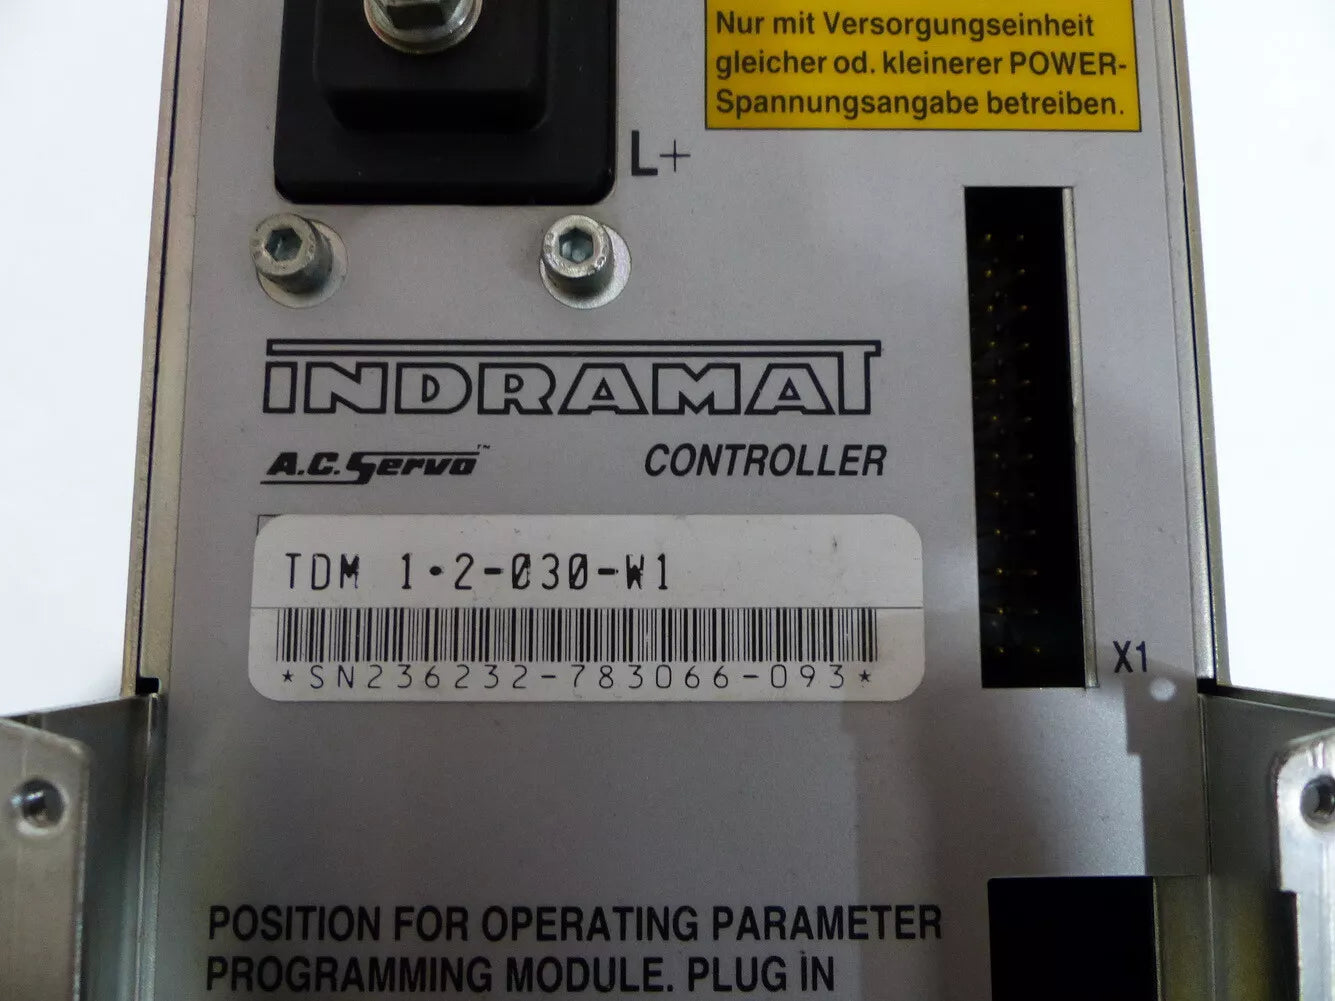 Nur mit Versorgungseinheit
gleicher od. kleinerer POWER-
Spannungsangabe betreiben.
L+
INDRAMAT
A.C. Servo™ CONTROLLER
TDM 1·2-030-W1
*SN236232-783066-093*
X1
POSITION FOR OPERATING PARAMETER
PROGRAMMING MODULE. PLUG IN